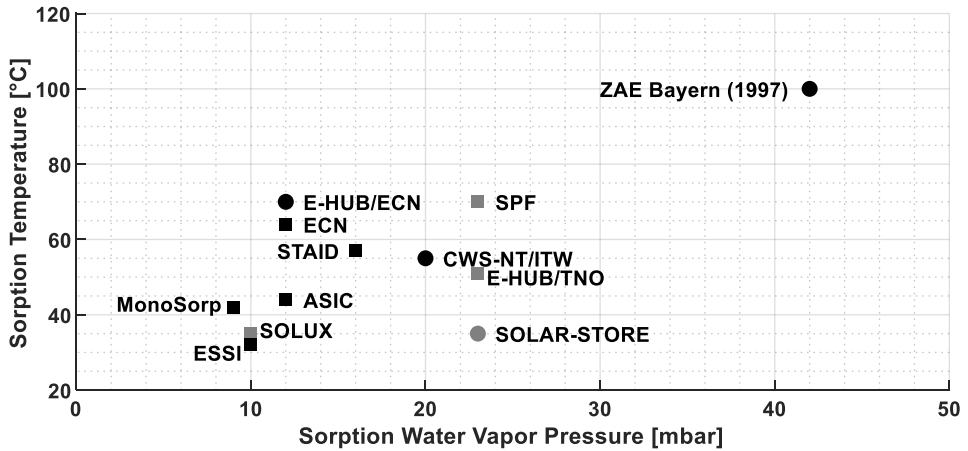 120
100
80
60
40
20
0
10
20
30
40
50
Sorption Temperature [°C]
Sorption Water Vapor Pressure [mbar]
ZAE Bayern (1997)
E-HUB/ECN
SPF
ECN
STAID
CWS-NT/ITW
E-HUB/TNO
ASIC
MonoSorp
SOLUX
SOLAR-STORE
ESSI